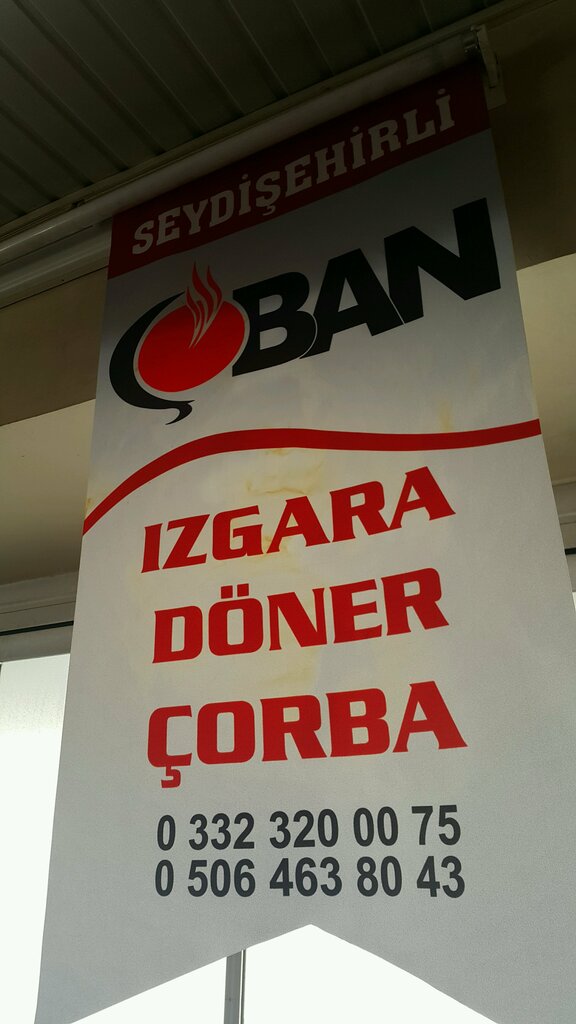 SEYDİŞEHİRLİ
ÇOBAN
IZGARA
DÖNER
ÇORBA
0 332 320 00 75
0 506 463 80 43